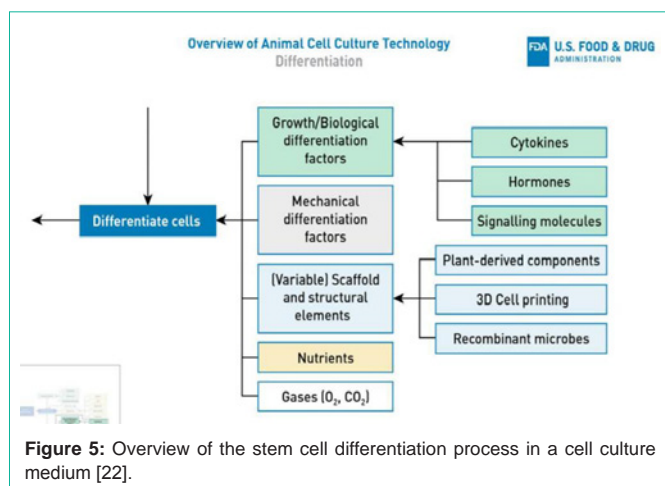 Overview of Animal Cell Culture Technology
Differentiation
FDA U.S. FOOD & DRUG
ADMINISTRATION
Growth/Biological
differentiation
factors
Cytokines
Hormones
Signalling molecules
Differentiate cells
Mechanical
differentiation
factors
(Variable) Scaffold
and structural
elements
Plant-derived components
3D Cell printing
Recombinant microbes
Nutrients
Gases (O₂, CO₂)
Figure 5: Overview of the stem cell differentiation process in a cell culture
medium [22].